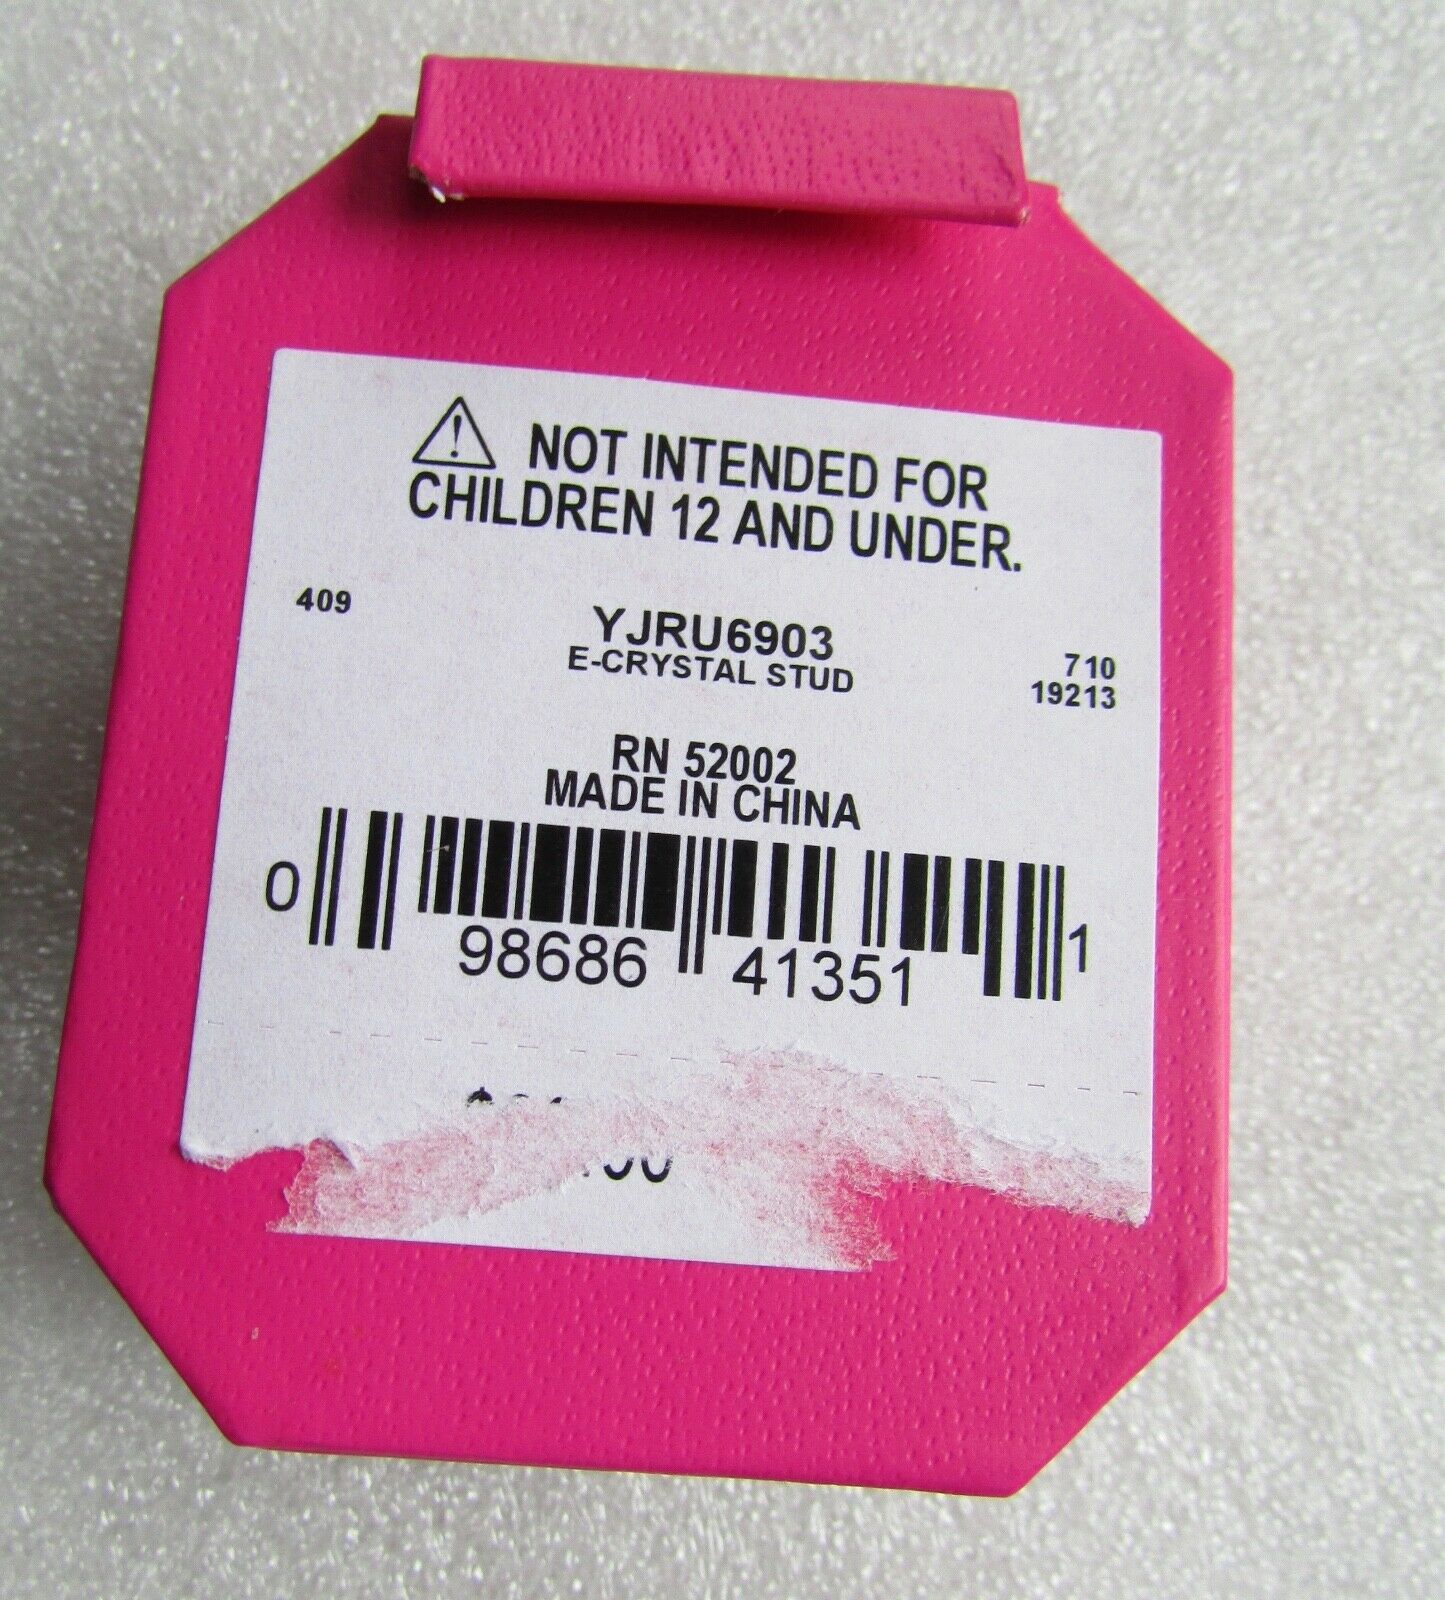 NOT INTENDED FOR
CHILDREN 12 AND UNDER.
409
YJRU6903
E-CRYSTAL STUD
710
19213
RN 52002
MADE IN CHINA
0 98686 41351 1